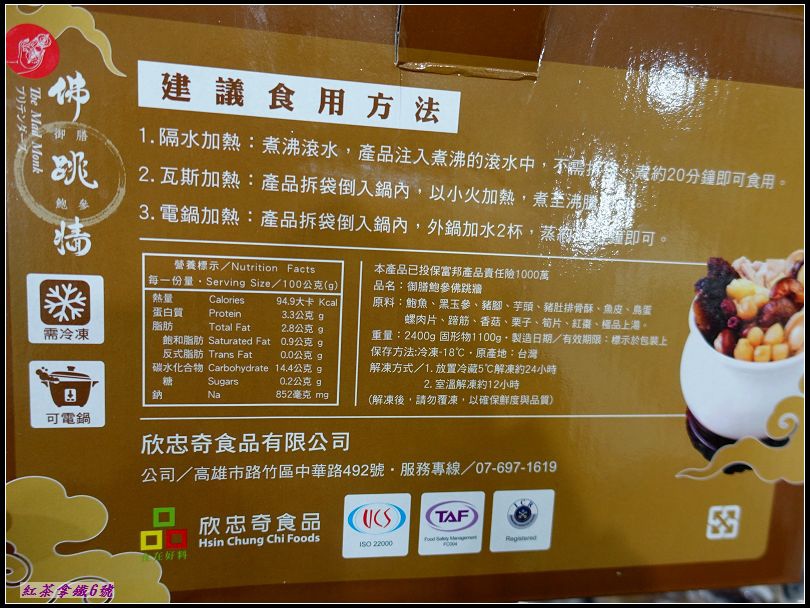 佛跳牆
御膳
鮑參
The Mad Monk
プリテンダーズ
需冷凍
可電鍋
建議食用方法
1.隔水加熱：煮沸滾水，產品注入煮沸的滾水中，不需拆 約20分鐘即可食用。
2.瓦斯加熱：產品拆袋倒入鍋內，以小火加熱，煮至沸騰
3.電鍋加熱：產品拆袋倒入鍋內，外鍋加水2杯，蒸 鐘即可。
營養標示／Nutrition Facts
每一份量·Serving Size／100公克(g)
熱量 Calories 94.9大卡 Kcal
蛋白質 Protein 3.3公克 g
脂肪 Total Fat 2.8公克 g
飽和脂肪 Saturated Fat 0.9公克 g
反式脂肪 Trans Fat 0.0公克 g
碳水化合物 Carbohydrate 14.4公克 g
糖 Sugars 0.2公克 g
鈉 Na 852毫克 mg
本產品已投保富邦產品責任險1000萬
品名：御膳鮑參佛跳牆
原料：鮑魚、黑玉參、豬腳、芋頭、豬肚排骨酥、魚皮、鳥蛋
螺肉片、蹄筋、香菇、栗子、筍片、紅棗、極品上湯。
重量：2400g 固形物1100g·製造日期／有效期限：標示於包裝上
保存方法:冷凍-18℃·原產地：台灣
解凍方式／1.放置冷藏5℃解凍約24小時
2.室溫解凍約12小時
(解凍後，請勿覆凍，以確保鮮度與品質)
欣忠奇食品有限公司
公司／高雄市路竹區中華路492號·服務專線／07-697-1619
欣忠奇食品
Hsin Chung Chi Foods
在好料
UCS
ISO 22000
TAF
Food Safety Management
FC004
ICR
Registered
紅茶拿鐵6號